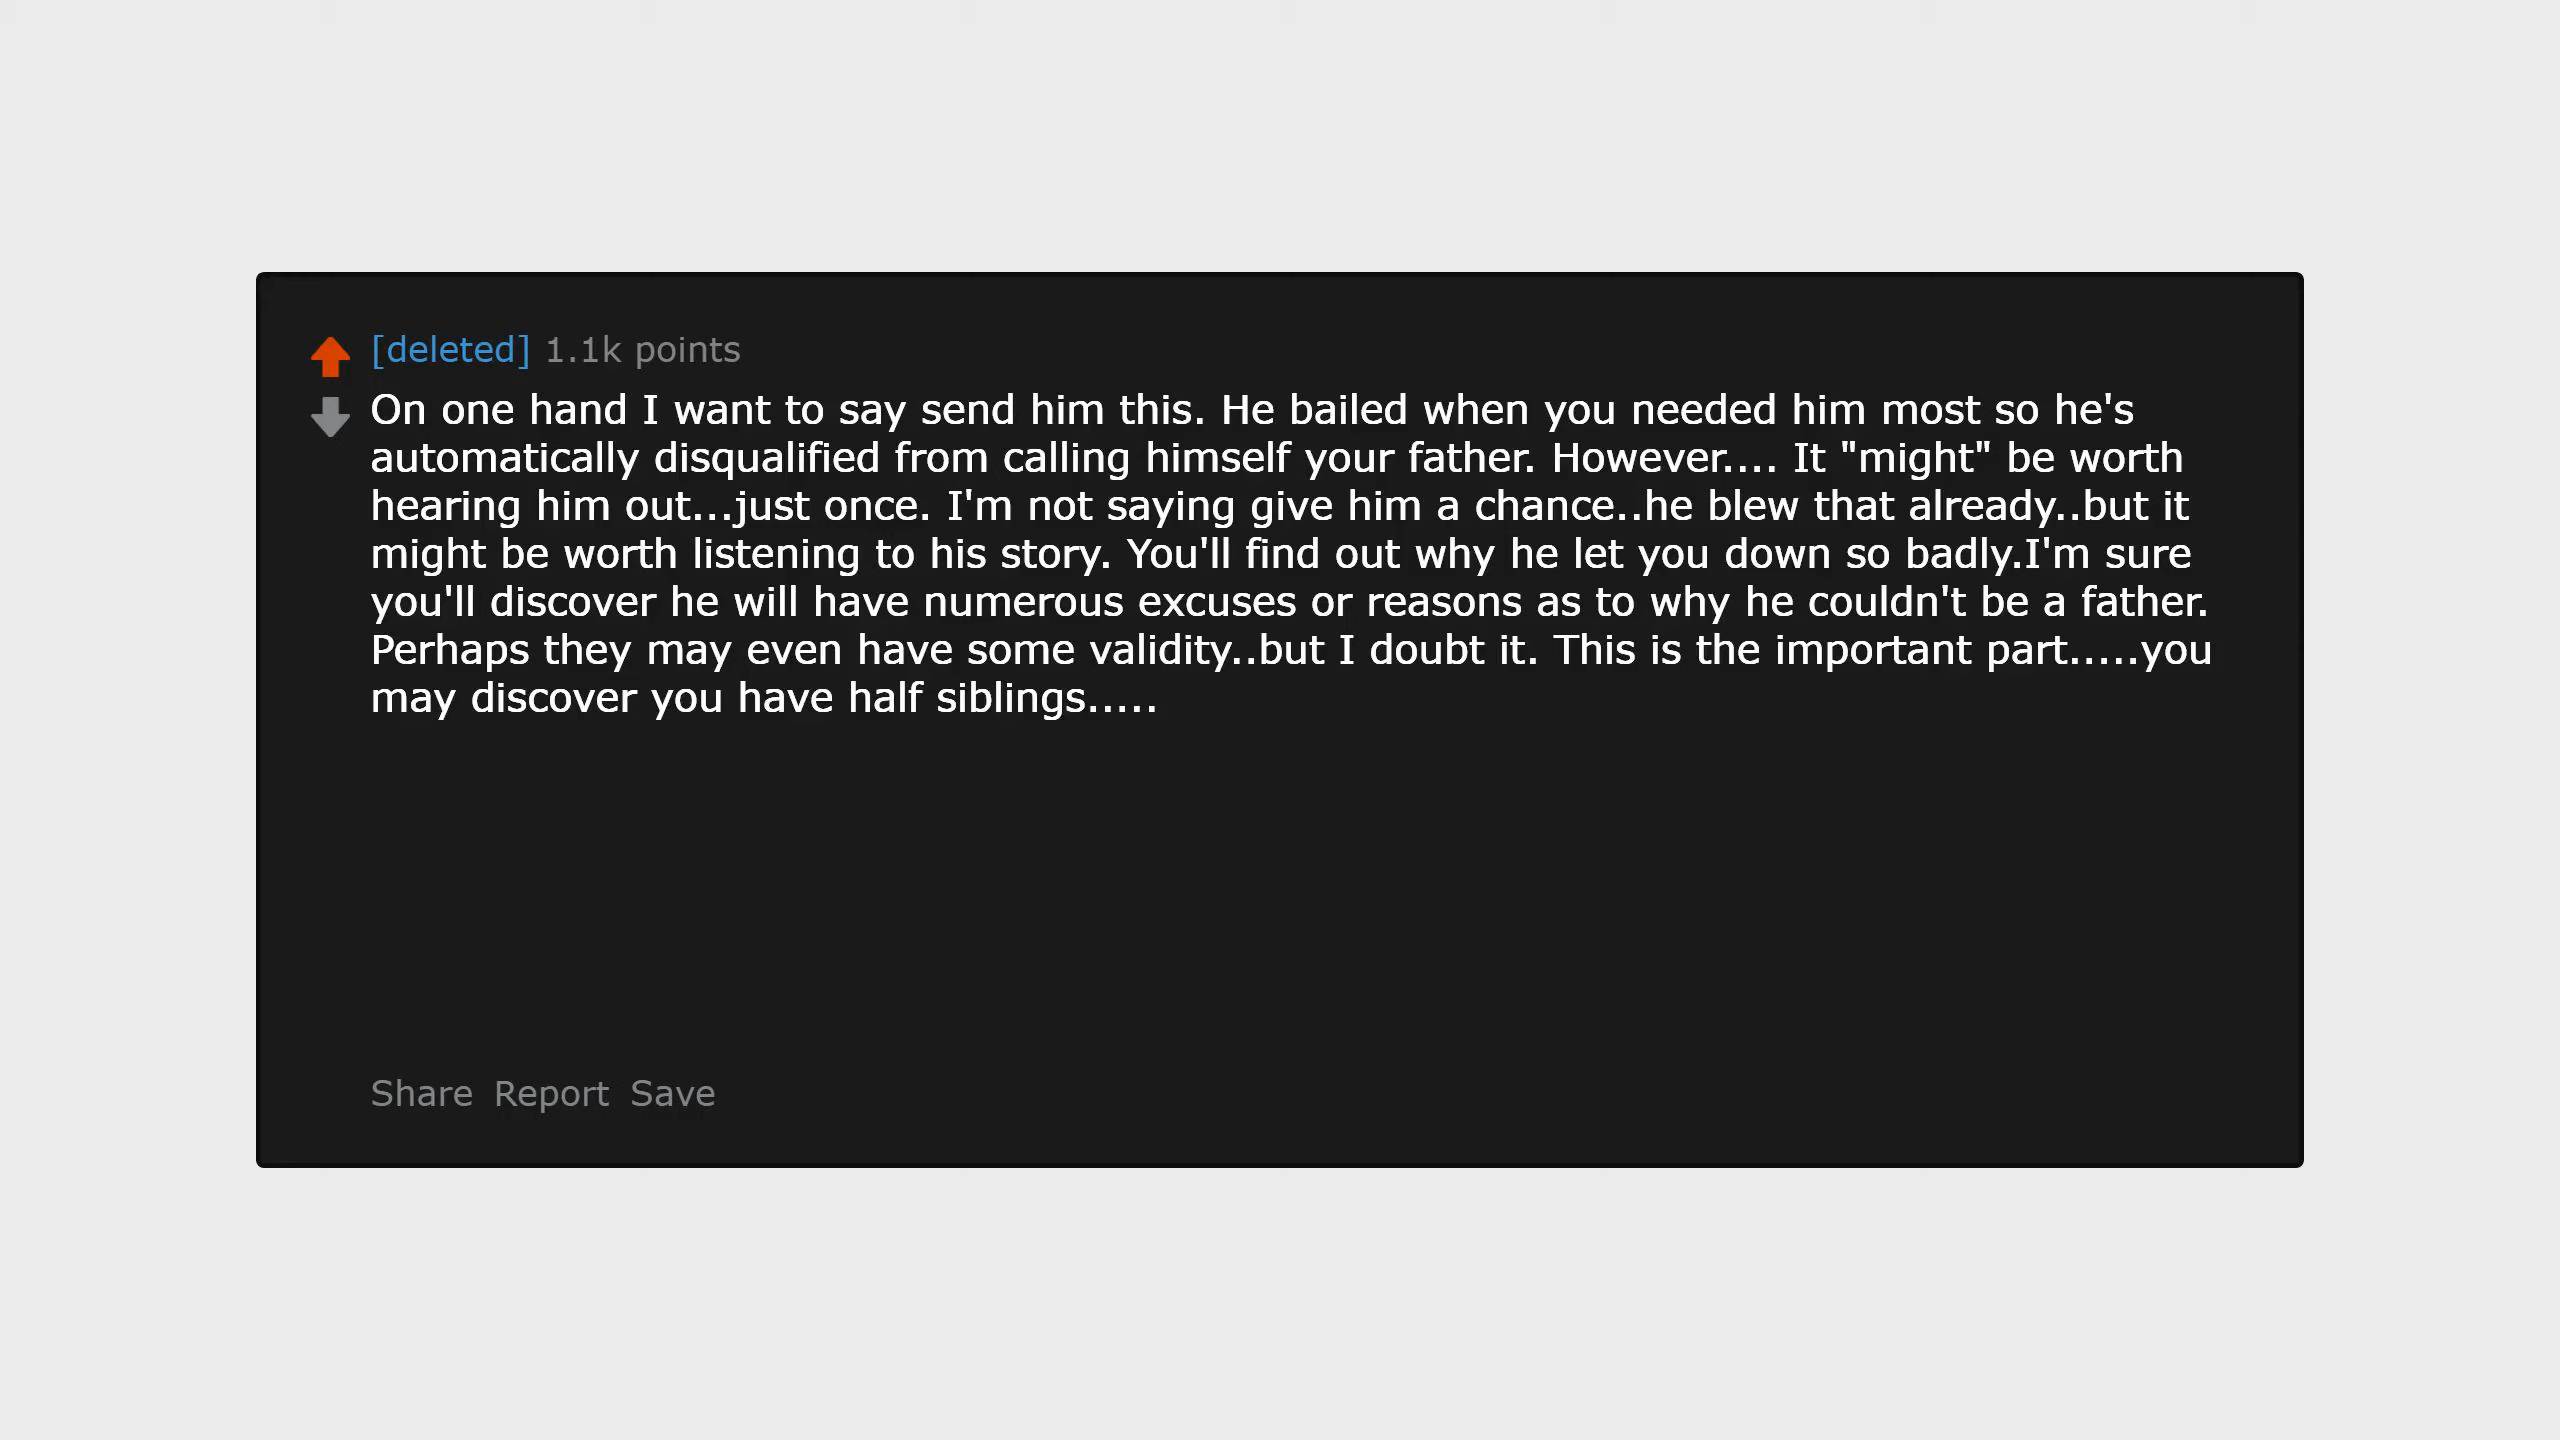 [deleted] 1.1k points
On one hand I want to say send him this. He bailed when you needed him most so he's
automatically disqualified from calling himself your father. However.... It "might" be worth
hearing him out...just once. I'm not saying give him a chance..he blew that already..but it
might be worth listening to his story. You'll find out why he let you down so badly.I'm sure
you'll discover he will have numerous excuses or reasons as to why he couldn't be a father.
Perhaps they may even have some validity..but I doubt it. This is the important part.....you
may discover you have half siblings.....
Share Report Save